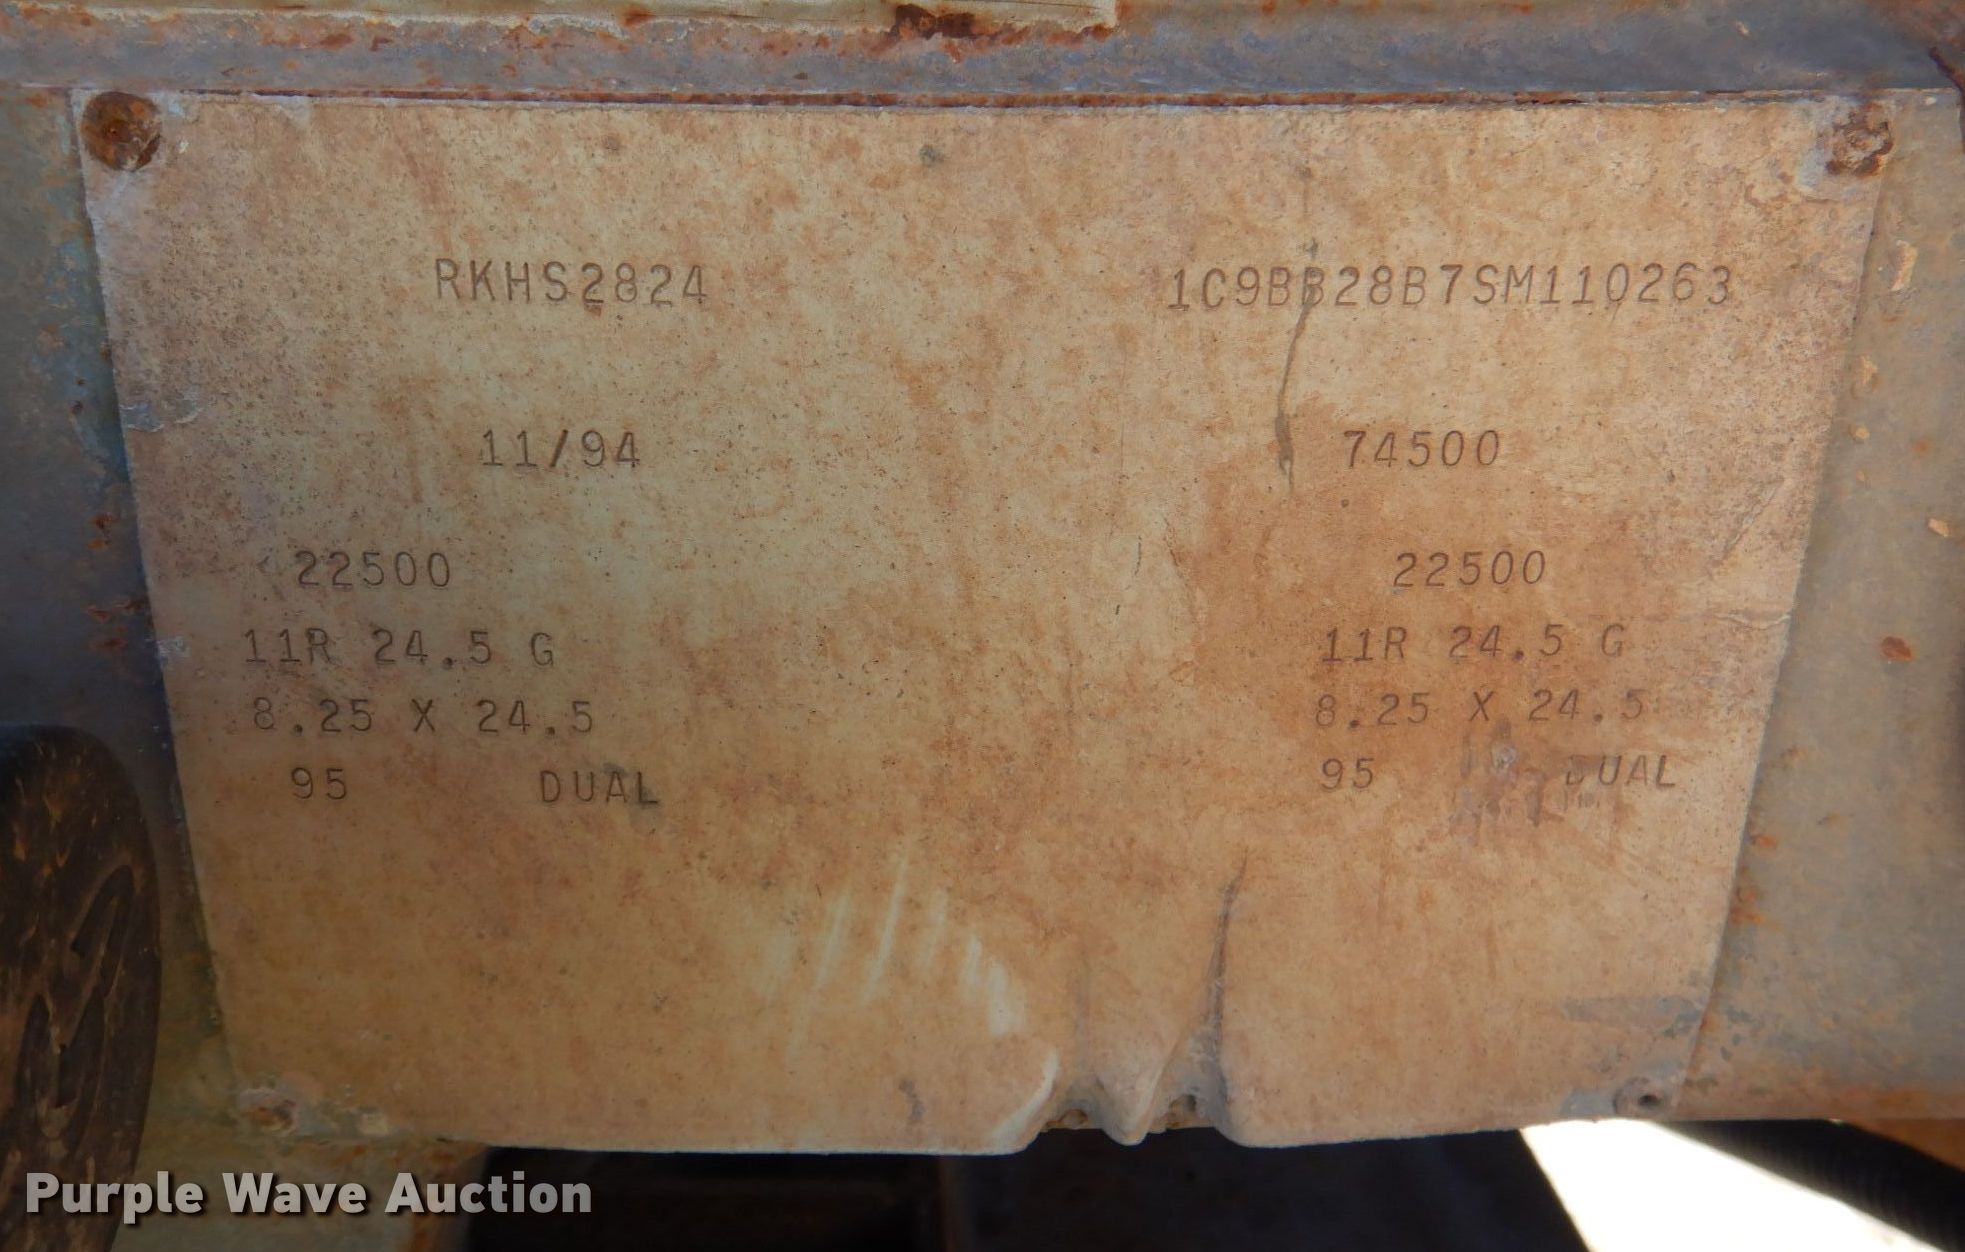 RKHS2824 1C9BB28B7SM110263
11/94 74500
22500 22500
11R 24.5 G 11R 24.5 G
8.25 X 24.5 8.25 X 24.5
95 DUAL 95 DUAL
Purple Wave Auction